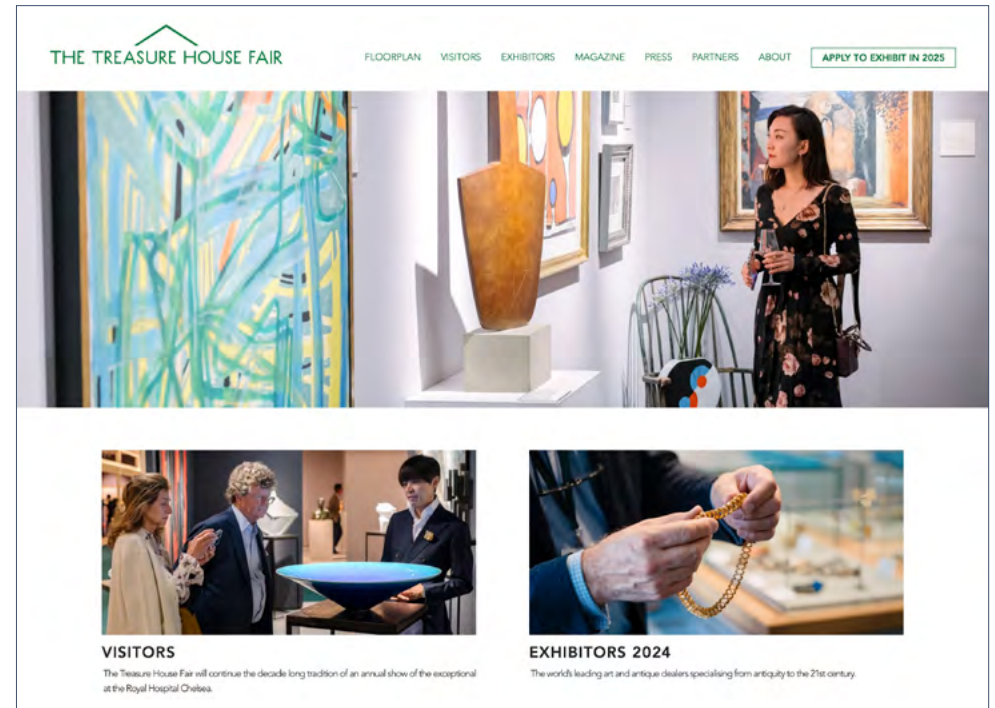 THE TREASURE HOUSE FAIR
FLOORPLAN VISITORS EXHIBITORS MAGAZINE PRESS PARTNERS ABOUT APPLY TO EXHIBIT IN 2025
VISITORS
The Treasure House Fair will continue the decade long tradition of an annual show of the exceptional
at the Royal Hospital Chelsea.
EXHIBITORS 2024
The world's leading art and antique dealers specialising from antiquity to the 21st century.